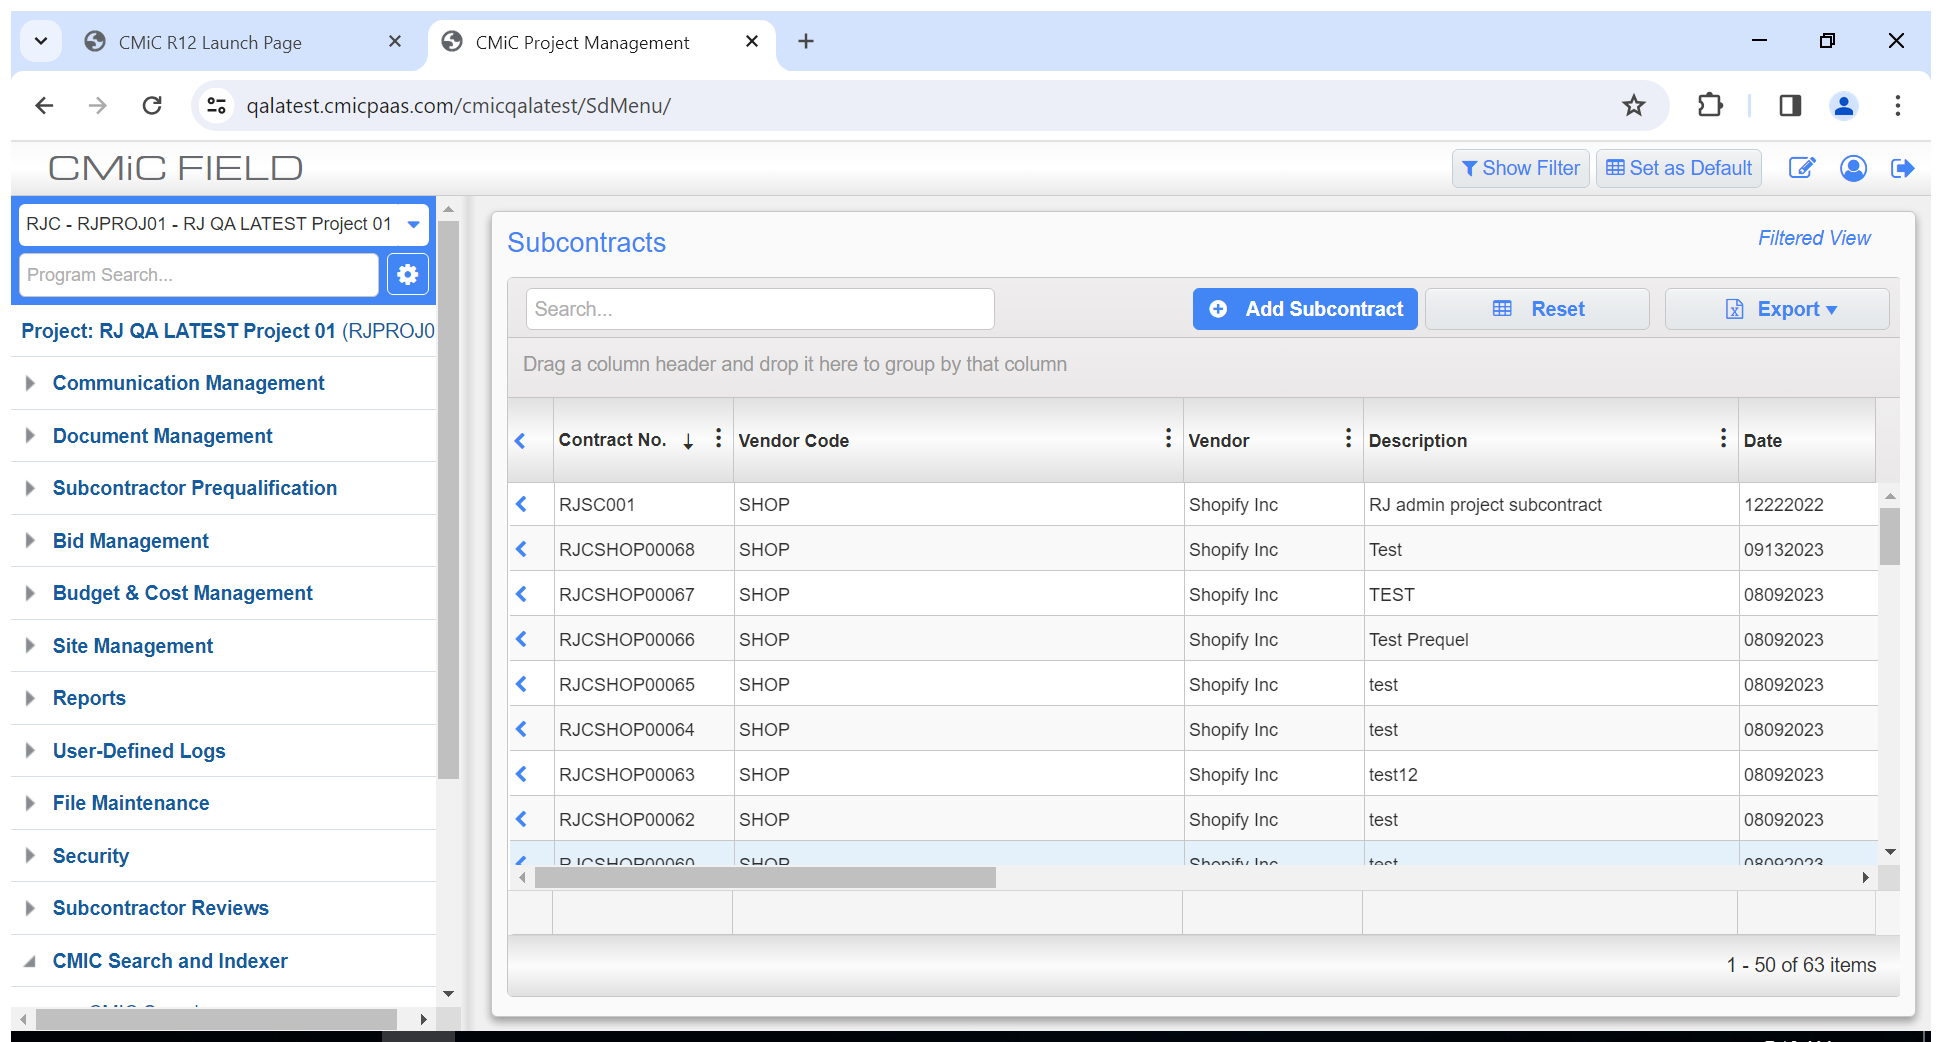 CMiC R12 Launch Page
CMiC Project Management
qalatest.cmicpaas.com/cmicqalatest/SdMenu/
CMiC FIELD
Show Filter
Set as Default
RJC - RJPROJ01 - RJ QA LATEST Project 01
Program Search...
Project: RJ QA LATEST Project 01 (RJPROJ0
Communication Management
Document Management
Subcontractor Prequalification
Bid Management
Budget & Cost Management
Site Management
Reports
User-Defined Logs
File Maintenance
Security
Subcontractor Reviews
CMIC Search and Indexer
Subcontracts
Filtered View
Search...
Add Subcontract
Reset
Export
Drag a column header and drop it here to group by that column
Contract No. Vendor Code Vendor Description Date
RJSC001 SHOP Shopify Inc RJ admin project subcontract 12222022
RJCSHOP00068 SHOP Shopify Inc Test 09132023
RJCSHOP00067 SHOP Shopify Inc TEST 08092023
RJCSHOP00066 SHOP Shopify Inc Test Prequel 08092023
RJCSHOP00065 SHOP Shopify Inc test 08092023
RJCSHOP00064 SHOP Shopify Inc test 08092023
RJCSHOP00063 SHOP Shopify Inc test12 08092023
RJCSHOP00062 SHOP Shopify Inc test 08092023
RJCSHOP00060 SHOP Shopify Inc test 08092023
1 - 50 of 63 items